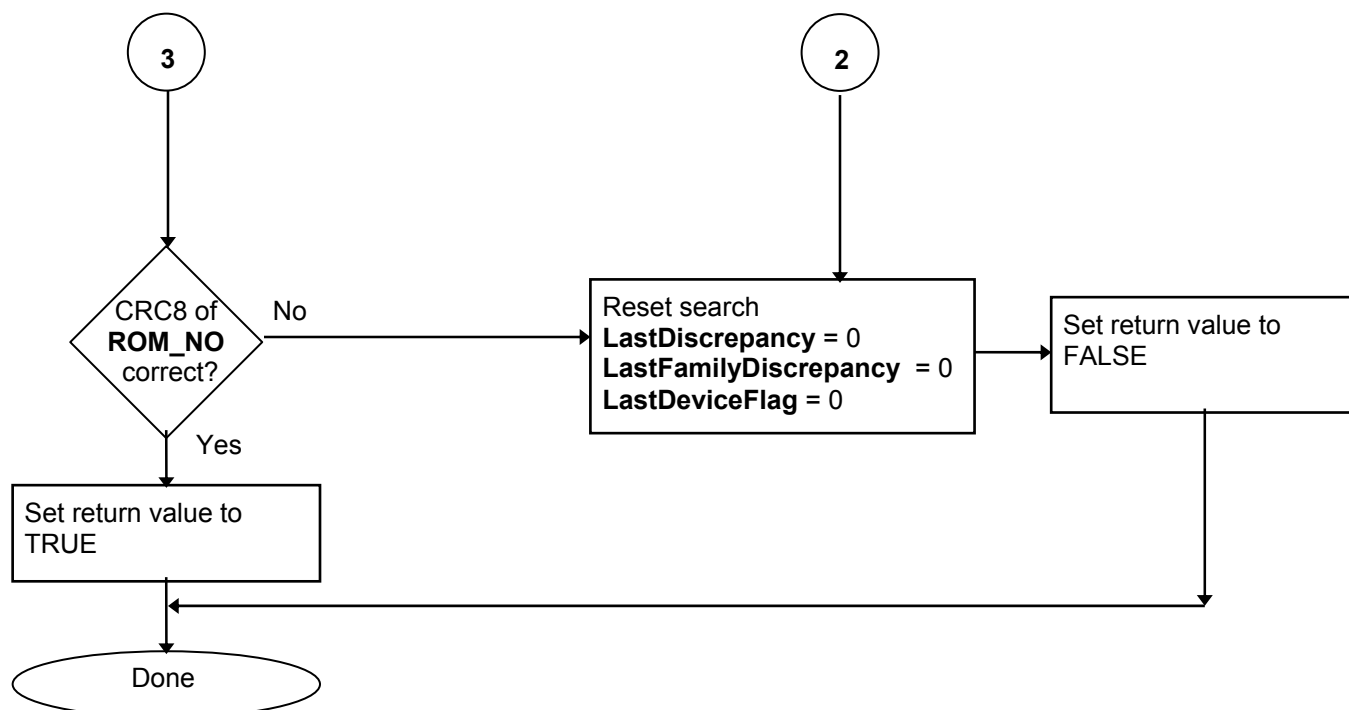 3
2
CRC8 of
ROM_NO
correct?
No
Yes
Reset search
LastDiscrepancy = 0
LastFamilyDiscrepancy  = 0
LastDeviceFlag = 0
Set return value to
FALSE
Set return value to
TRUE
Done